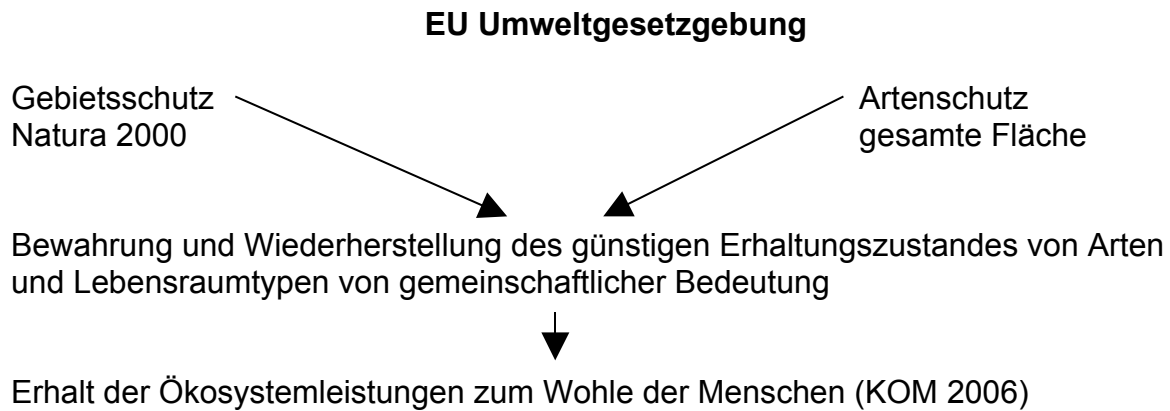 EU Umweltgesetzgebung
Gebietsschutz
Natura 2000
Artenschutz
gesamte Fläche
Bewahrung und Wiederherstellung des günstigen Erhaltungszustandes von Arten
und Lebensraumtypen von gemeinschaftlicher Bedeutung
Erhalt der Ökosystemleistungen zum Wohle der Menschen (KOM 2006)